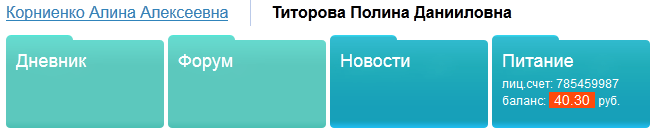 Корниенко Алина Алексеевна Титорова Полина Данииловна
Дневник Форум Новости Питание
лиц.счет: 785459987
баланс: 40.30 руб.